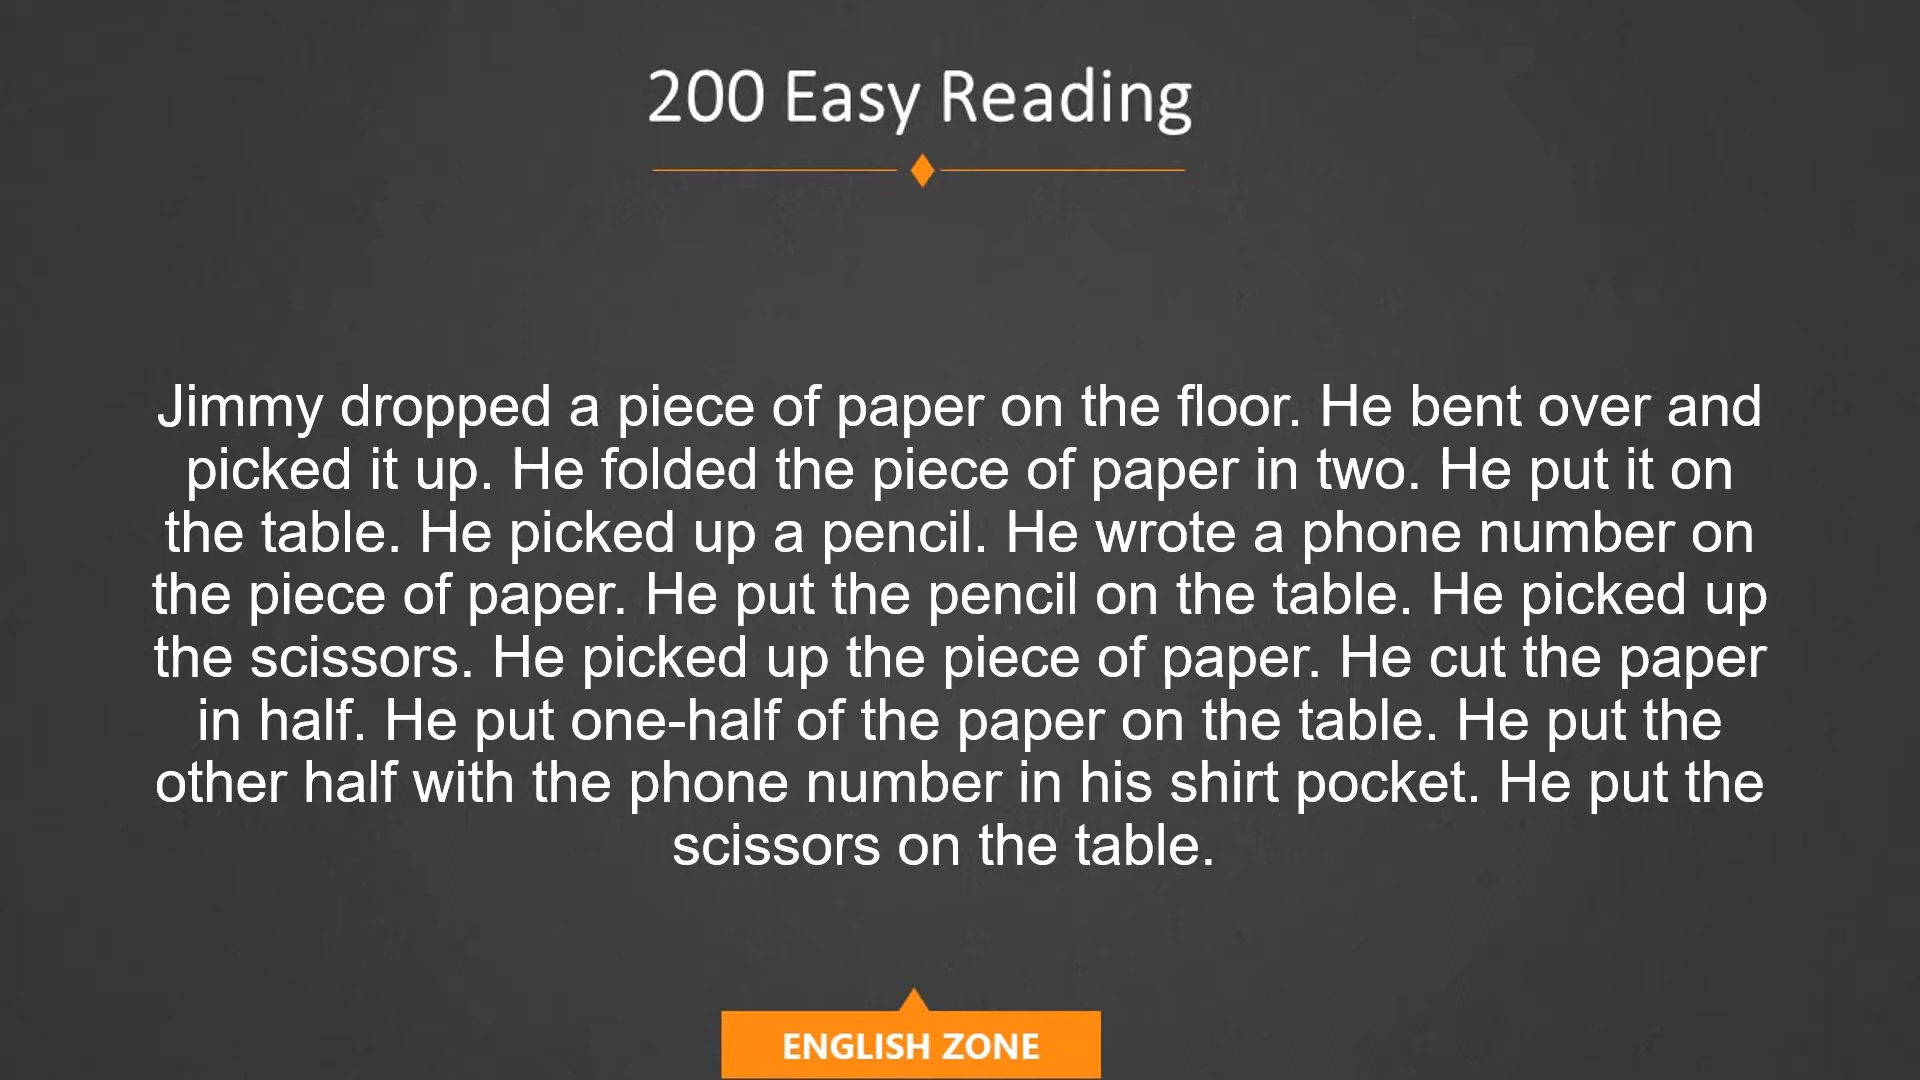 200 Easy Reading
Jimmy dropped a piece of paper on the floor. He bent over and
picked it up. He folded the piece of paper in two. He put it on
the table. He picked up a pencil. He wrote a phone number on
the piece of paper. He put the pencil on the table. He picked up
the scissors. He picked up the piece of paper. He cut the paper
in half. He put one-half of the paper on the table. He put the
other half with the phone number in his shirt pocket. He put the
scissors on the table.
ENGLISH ZONE